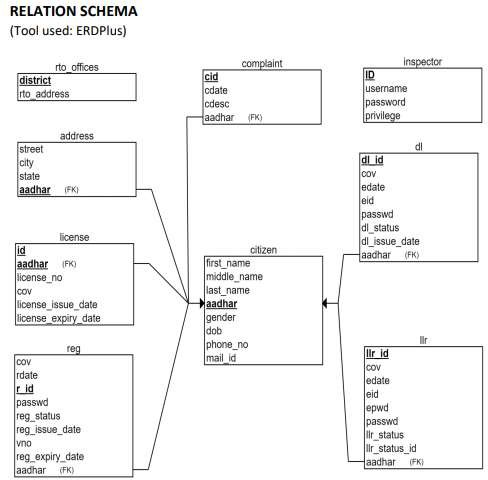 RELATION SCHEMA
(Tool used: ERDPlus)
rto_offices
district
rto_address
complaint
cid
cdate
cdesc
aadhar (FK)
inspector
ID
username
password
privilege
address
street
city
state
aadhar (FK)
dl
dl_id
cov
edate
eid
passwd
dl_status
dl_issue_date
aadhar (FK)
license
id
aadhar (FK)
license_no
cov
license_issue_date
license_expiry_date
citizen
first_name
middle_name
last_name
aadhar
gender
dob
phone_no
mail_id
reg
cov
rdate
r_id
passwd
reg_status
reg_issue_date
vno
reg_expiry_date
aadhar (FK)
llr
llr_id
cov
edate
eid
epwd
passwd
llr_status
llr_status_id
aadhar (FK)